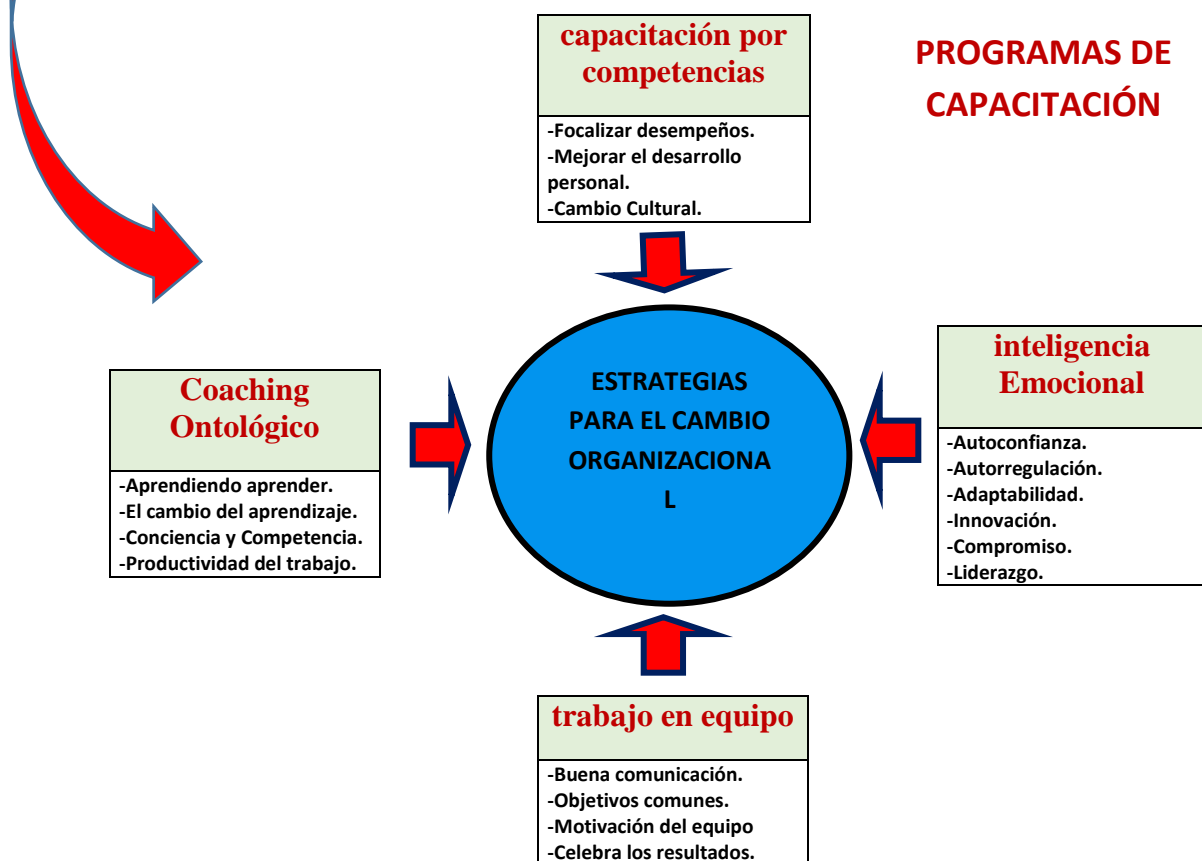 capacitación por
competencias
-Focalizar desempeños.
-Mejorar el desarrollo
personal.
-Cambio Cultural.
PROGRAMAS DE
CAPACITACIÓN
Coaching
Ontológico
-Aprendiendo aprender.
-El cambio del aprendizaje.
-Conciencia y Competencia.
-Productividad del trabajo.
ESTRATEGIAS
PARA EL CAMBIO
ORGANIZACIONA
L
inteligencia
Emocional
-Autoconfianza.
-Autorregulación.
-Adaptabilidad.
-Innovación.
-Compromiso.
-Liderazgo.
trabajo en equipo
-Buena comunicación.
-Objetivos comunes.
-Motivación del equipo
-Celebra los resultados.